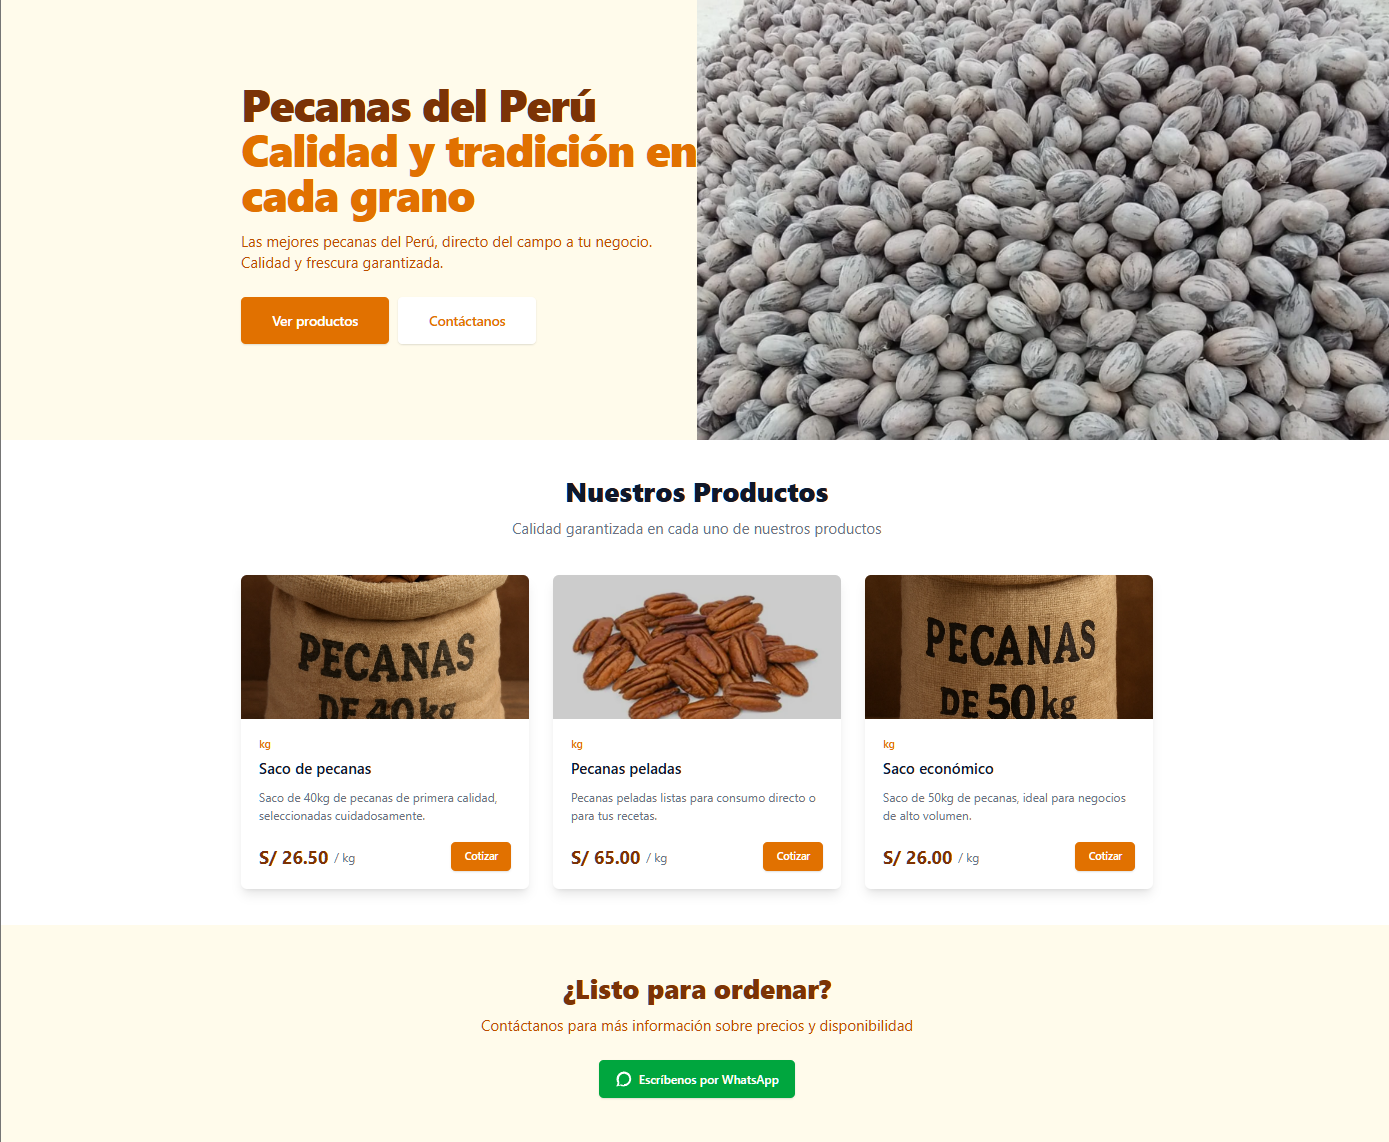 Pecanas del Perú
Calidad y tradición en
cada grano
Las mejores pecanas del Perú, directo del campo a tu negocio.
Calidad y frescura garantizada.
Ver productos
Contáctanos
Nuestros Productos
Calidad garantizada en cada uno de nuestros productos
PECANAS
DE 40kg
kg
Saco de pecanas
Saco de 40kg de pecanas de primera calidad,
seleccionadas cuidadosamente.
S/ 26.50 / kg
Cotizar
kg
Pecanas peladas
Pecanas peladas listas para consumo directo o
para tus recetas.
S/ 65.00 / kg
Cotizar
PECANAS
DE 50kg
kg
Saco económico
Saco de 50kg de pecanas, ideal para negocios
de alto volumen.
S/ 26.00 / kg
Cotizar
¿Listo para ordenar?
Contáctanos para más información sobre precios y disponibilidad
Escríbenos por WhatsApp